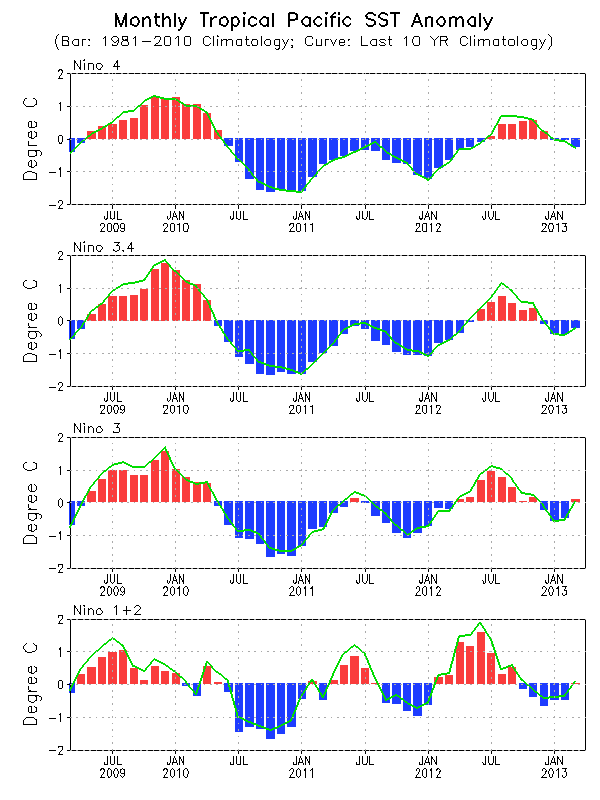 Monthly Tropical Pacific SST Anomaly
(Bar: 1981-2010 Climatology; Curve: Last 10 YR Climatology)
Nino 4
Degree C
2
1
0
-1
-2
JUL JAN JUL JAN JUL JAN JUL JAN
2009 2010 2011 2012 2013
Nino 3.4
Degree C
2
1
0
-1
-2
JUL JAN JUL JAN JUL JAN JUL JAN
2009 2010 2011 2012 2013
Nino 3
Degree C
2
1
0
-1
-2
JUL JAN JUL JAN JUL JAN JUL JAN
2009 2010 2011 2012 2013
Nino 1+2
Degree C
2
1
0
-1
-2
JUL JAN JUL JAN JUL JAN JUL JAN
2009 2010 2011 2012 2013